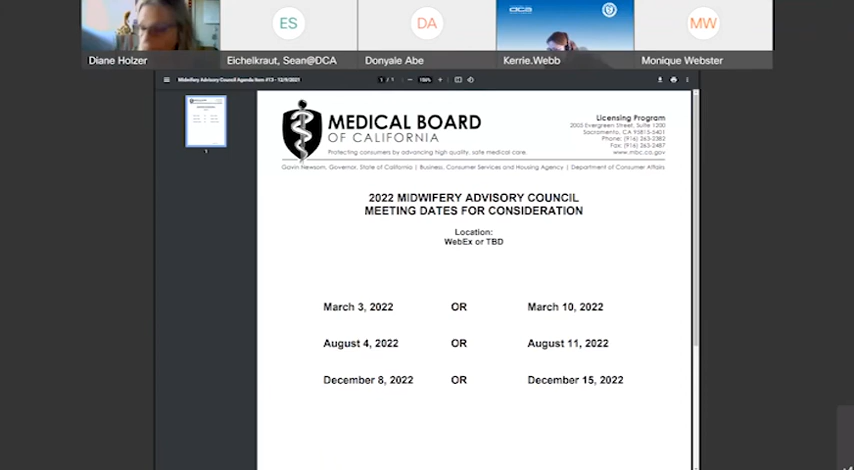 ES
DA
dca
MW
Diane Holzer
Eichelkraut, Sean@DCA
Donyale Abe
Kerrie.Webb
Monique Webster
Midwifery Advisory Council Agenda Item #13 - 12/9/2021
1 / 1
1
MEDICAL BOARD
OF CALIFORNIA
Protecting consumers by advancing high quality, safe medical care.
Licensing Program
2005 Evergreen Street, Suite 1200
Sacramento, CA 95815-5401
Phone: (916) 263-2382
Fax: (916) 263-2487
www.mbc.ca.gov
Gavin Newsom, Governor, State of California | Business, Consumer Services and Housing Agency | Department of Consumer Affairs
2022 MIDWIFERY ADVISORY COUNCIL
MEETING DATES FOR CONSIDERATION
Location:
WebEx or TBD
March 3, 2022 OR March 10, 2022
August 4, 2022 OR August 11, 2022
December 8, 2022 OR December 15, 2022